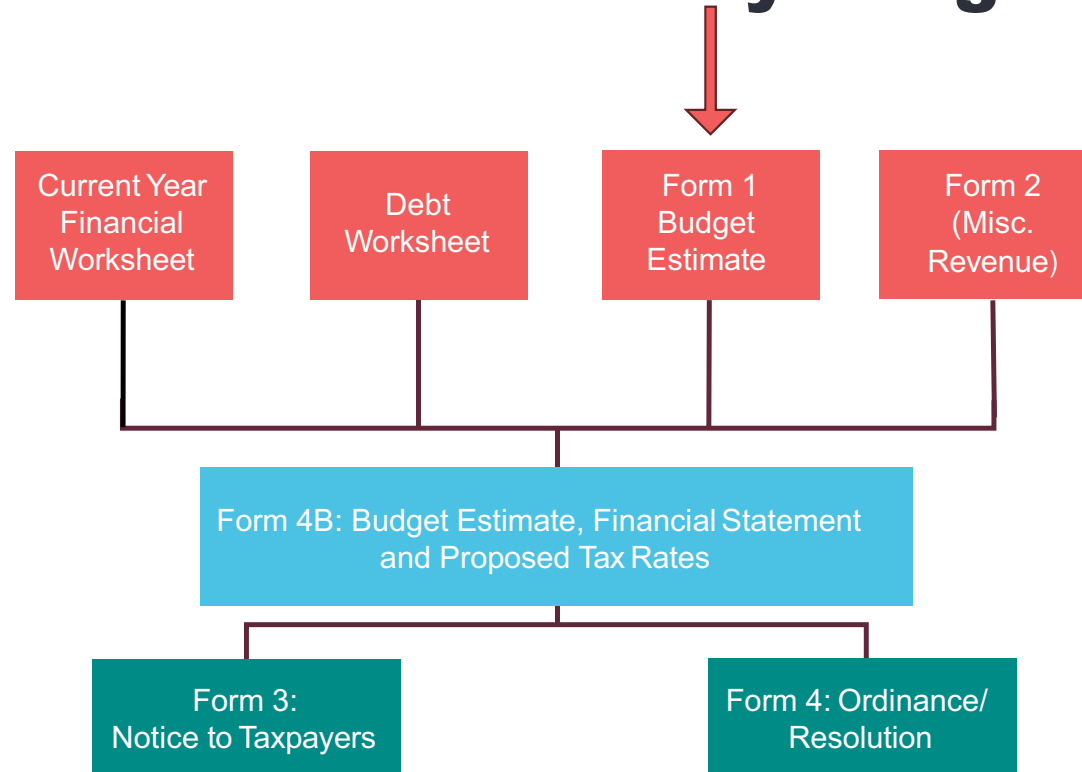 Current Year
Financial
Worksheet
Debt
Worksheet
Form 1
Budget
Estimate
Form 2
(Misc.
Revenue)
Form 4B: Budget Estimate, Financial Statement
and Proposed Tax Rates
Form 3:
Notice to Taxpayers
Form 4: Ordinance/
Resolution